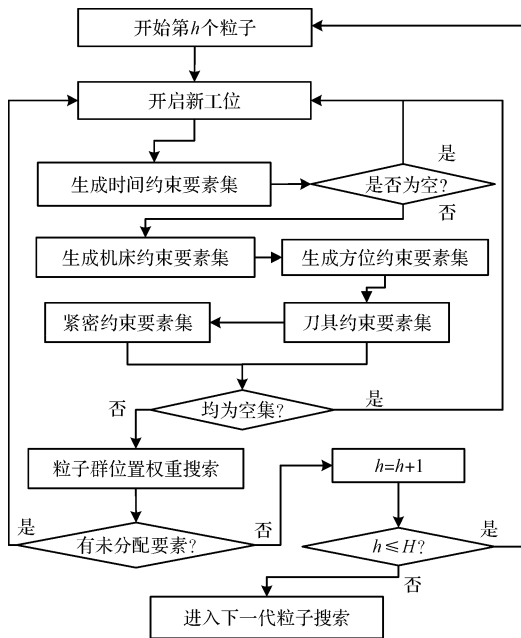 开始第h个粒子
开启新工位
是
生成时间约束要素集
是否为空?
否
生成机床约束要素集
生成方位约束要素集
紧密约束要素集
刀具约束要素集
否
均为空集?
是
粒子群位置权重搜索
h=h+1
是
有未分配要素?
否
h≤H?
是
否
进入下一代粒子搜索